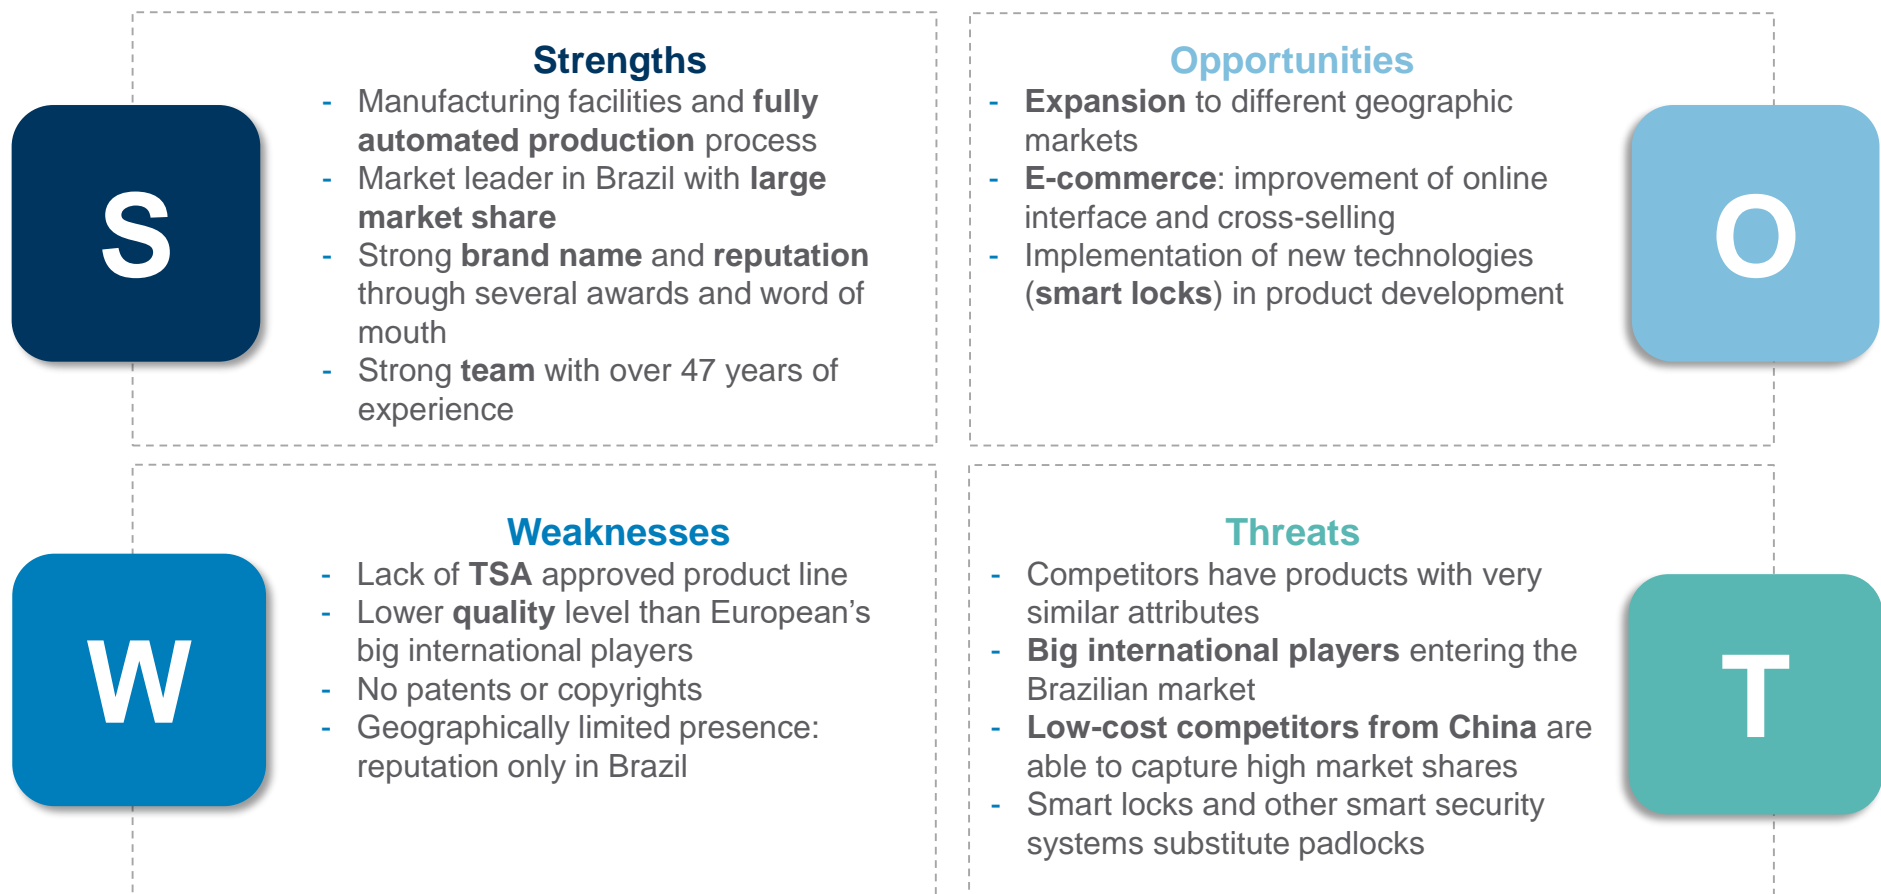 S
Strengths
- Manufacturing facilities and fully
automated production process
- Market leader in Brazil with large
market share
- Strong brand name and reputation
through several awards and word of
mouth
- Strong team with over 47 years of
experience
Opportunities
- Expansion to different geographic
markets
- E-commerce: improvement of online
interface and cross-selling
- Implementation of new technologies
(smart locks) in product development
O
W
Weaknesses
- Lack of TSA approved product line
- Lower quality level than European’s
big international players
- No patents or copyrights
- Geographically limited presence:
reputation only in Brazil
Threats
- Competitors have products with very
similar attributes
- Big international players entering the
Brazilian market
- Low-cost competitors from China are
able to capture high market shares
- Smart locks and other smart security
systems substitute padlocks
T